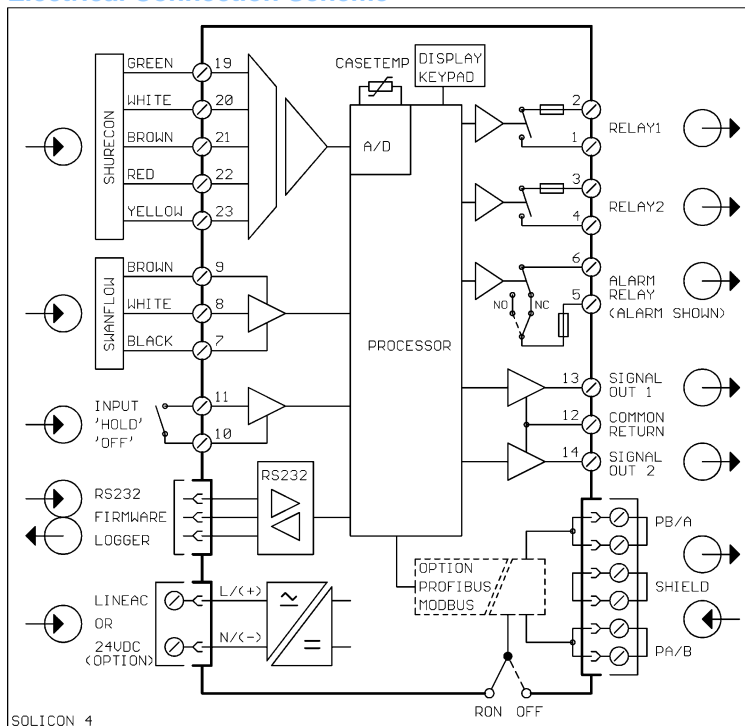 GREEN 19
WHITE 20
BROWN 21
RED 22
YELLOW 23
SHURECON
CASETEMP
DISPLAY
KEYPAD
A/D
PROCESSOR
2
1
RELAY1
3
4
RELAY2
BROWN 9
WHITE 8
BLACK 7
SWANFLOW
6
5
ALARM
RELAY
(ALARM SHOWN)
NO NC
INPUT
'HOLD'
'OFF'
11
10
13
SIGNAL
OUT 1
12
COMMON
RETURN
14
SIGNAL
OUT 2
RS232
FIRMWARE
LOGGER
RS232
OPTION
PROFIBUS
MODBUS
PB/A
SHIELD
PA/B
LINEAC
OR
24VDC
(OPTION)
L/(+)
N/(-)
RON OFF
SOLICON 4